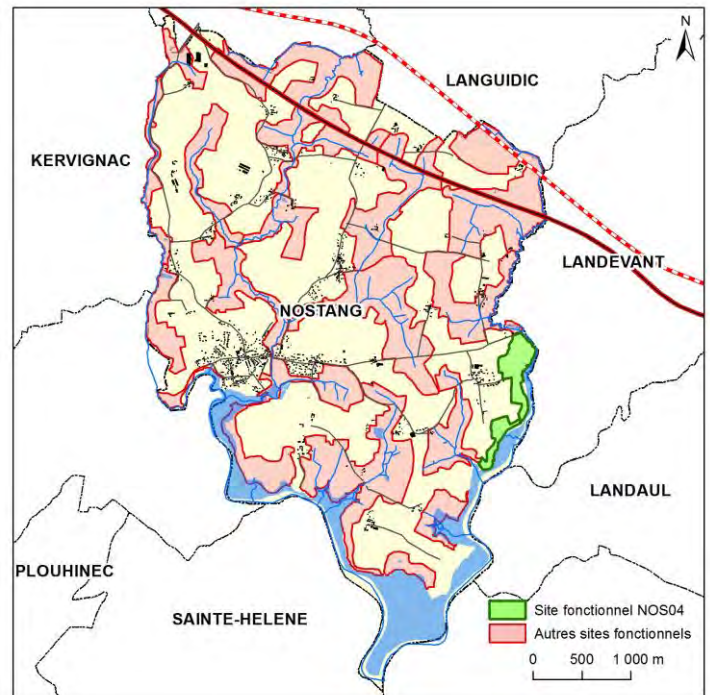 N
LANGUIDIC
KERVIGNAC
LANDEVANT
NOSTANG
LANDAUL
PLOUHINEC
SAINTE-HELENE
Site fonctionnel NOS04
Autres sites fonctionnels
0 500 1 000 m